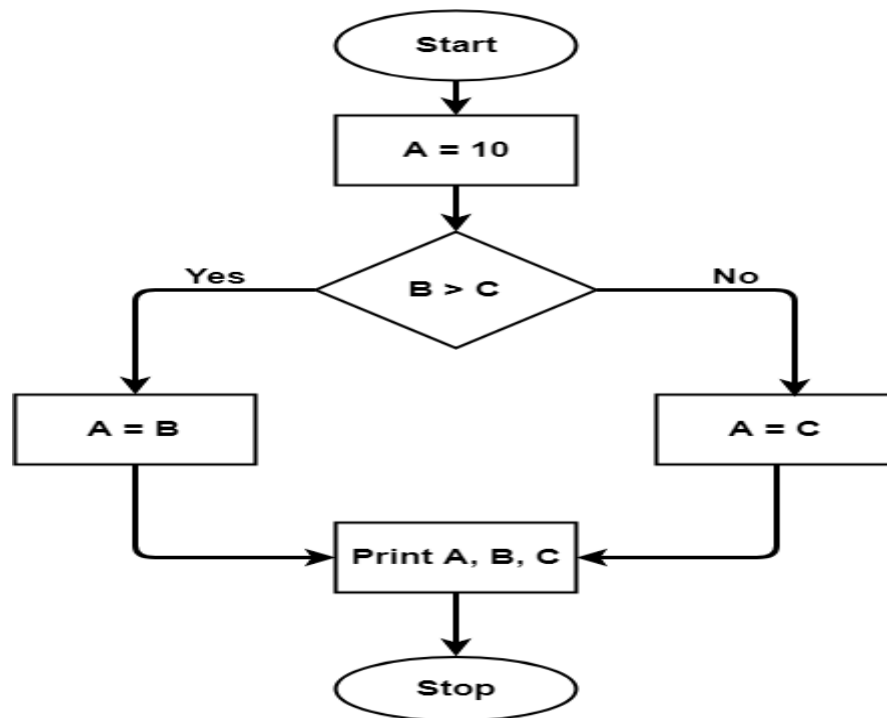 Start
A = 10
Yes
B > C
No
A = B
A = C
Print A, B, C
Stop